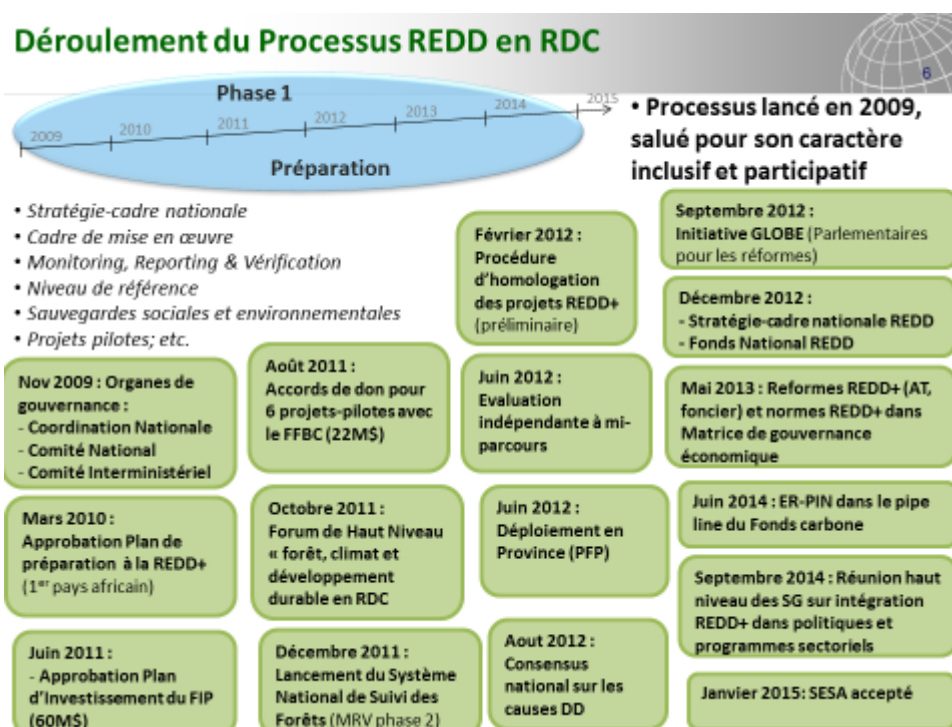 Déroulement du Processus REDD en RDC
6
Phase 1
2009
2010
2011
2012
2013
2014
2015
Préparation
• Processus lancé en 2009,
salué pour son caractère
inclusif et participatif
• Stratégie-cadre nationale
• Cadre de mise en œuvre
• Monitoring, Reporting & Vérification
• Niveau de référence
• Sauvegardes sociales et environnementales
• Projets pilotes; etc.
Nov 2009 : Organes de
gouvernance :
- Coordination Nationale
- Comité National
- Comité Interministériel
Mars 2010 :
Approbation Plan de
préparation à la REDD+
(1er pays africain)
Juin 2011 :
- Approbation Plan
d'Investissement du FIP
(60M$)
Août 2011 :
Accords de don pour
6 projets-pilotes avec
le FFBC (22M$)
Octobre 2011 :
Forum de Haut Niveau
« forêt, climat et
développement
durable en RDC
Décembre 2011 :
Lancement du Système
National de Suivi des
Forêts (MRV phase 2)
Février 2012 :
Procédure
d'homologation
des projets REDD+
(préliminaire)
Juin 2012 :
Evaluation
indépendante à mi-
parcours
Juin 2012 :
Déploiement en
Province (PFP)
Aout 2012 :
Consensus
national sur les
causes DD
Septembre 2012 :
Initiative GLOBE (Parlementaires
pour les réformes)
Décembre 2012 :
- Stratégie-cadre nationale REDD
- Fonds National REDD
Mai 2013 : Reformes REDD+ (AT,
foncier) et normes REDD+ dans
Matrice de gouvernance
économique
Juin 2014 : ER-PIN dans le pipe
line du Fonds carbone
Septembre 2014 : Réunion haut
niveau des SG sur intégration
REDD+ dans politiques et
programmes sectoriels
Janvier 2015: SESA accepté